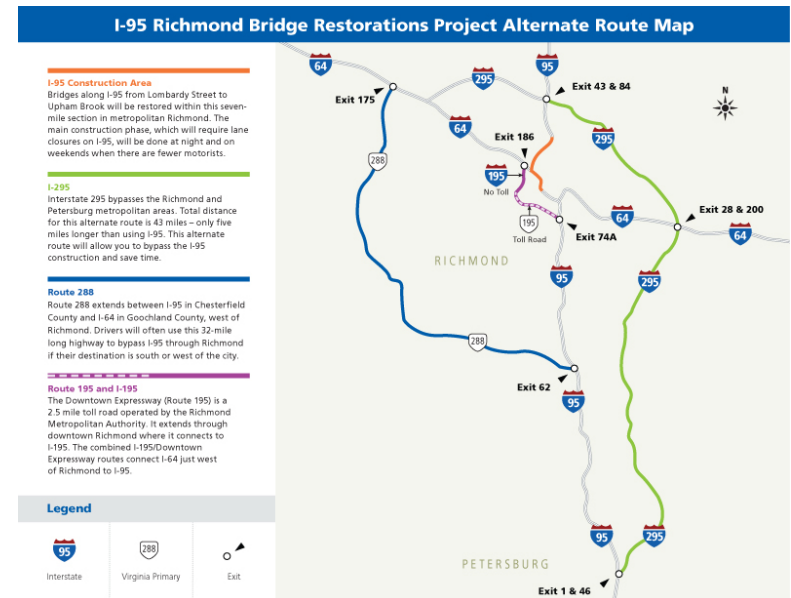 I-95 Richmond Bridge Restorations Project Alternate Route Map
I-95 Construction Area
Bridges along I-95 from Lombardy Street to
Upham Brook will be restored within this seven-
mile section in metropolitan Richmond. The
main construction phase, which will require lane
closures on I-95, will be done at night and on
weekends when there are fewer motorists.
I-295
Interstate 295 bypasses the Richmond and
Petersburg metropolitan areas. Total distance
for this alternate route is 43 miles – only five
miles longer than using I-95. This alternate
route will allow you to bypass the I-95
construction and save time.
Route 288
Route 288 extends between I-95 in Chesterfield
County and I-64 in Goochland County, west of
Richmond. Drivers will often use this 32-mile
long highway to bypass I-95 through Richmond
if their destination is south or west of the city.
Route 195 and I-195
The Downtown Expressway (Route 195) is a
2.5 mile toll road operated by the Richmond
Metropolitan Authority. It extends through
downtown Richmond where it connects to
I-195. The combined I-195/Downtown
Expressway routes connect I-64 just west
of Richmond to I-95.
Legend
95
Interstate
288
Virginia Primary
Exit
64
95
295
Exit 43 & 84
N
Exit 175
64
Exit 186
295
288
195
No Toll
195
Toll Road
64
Exit 28 & 200
64
Exit 74A
RICHMOND
95
295
288
Exit 62
95
95
295
PETERSBURG
Exit 1 & 46